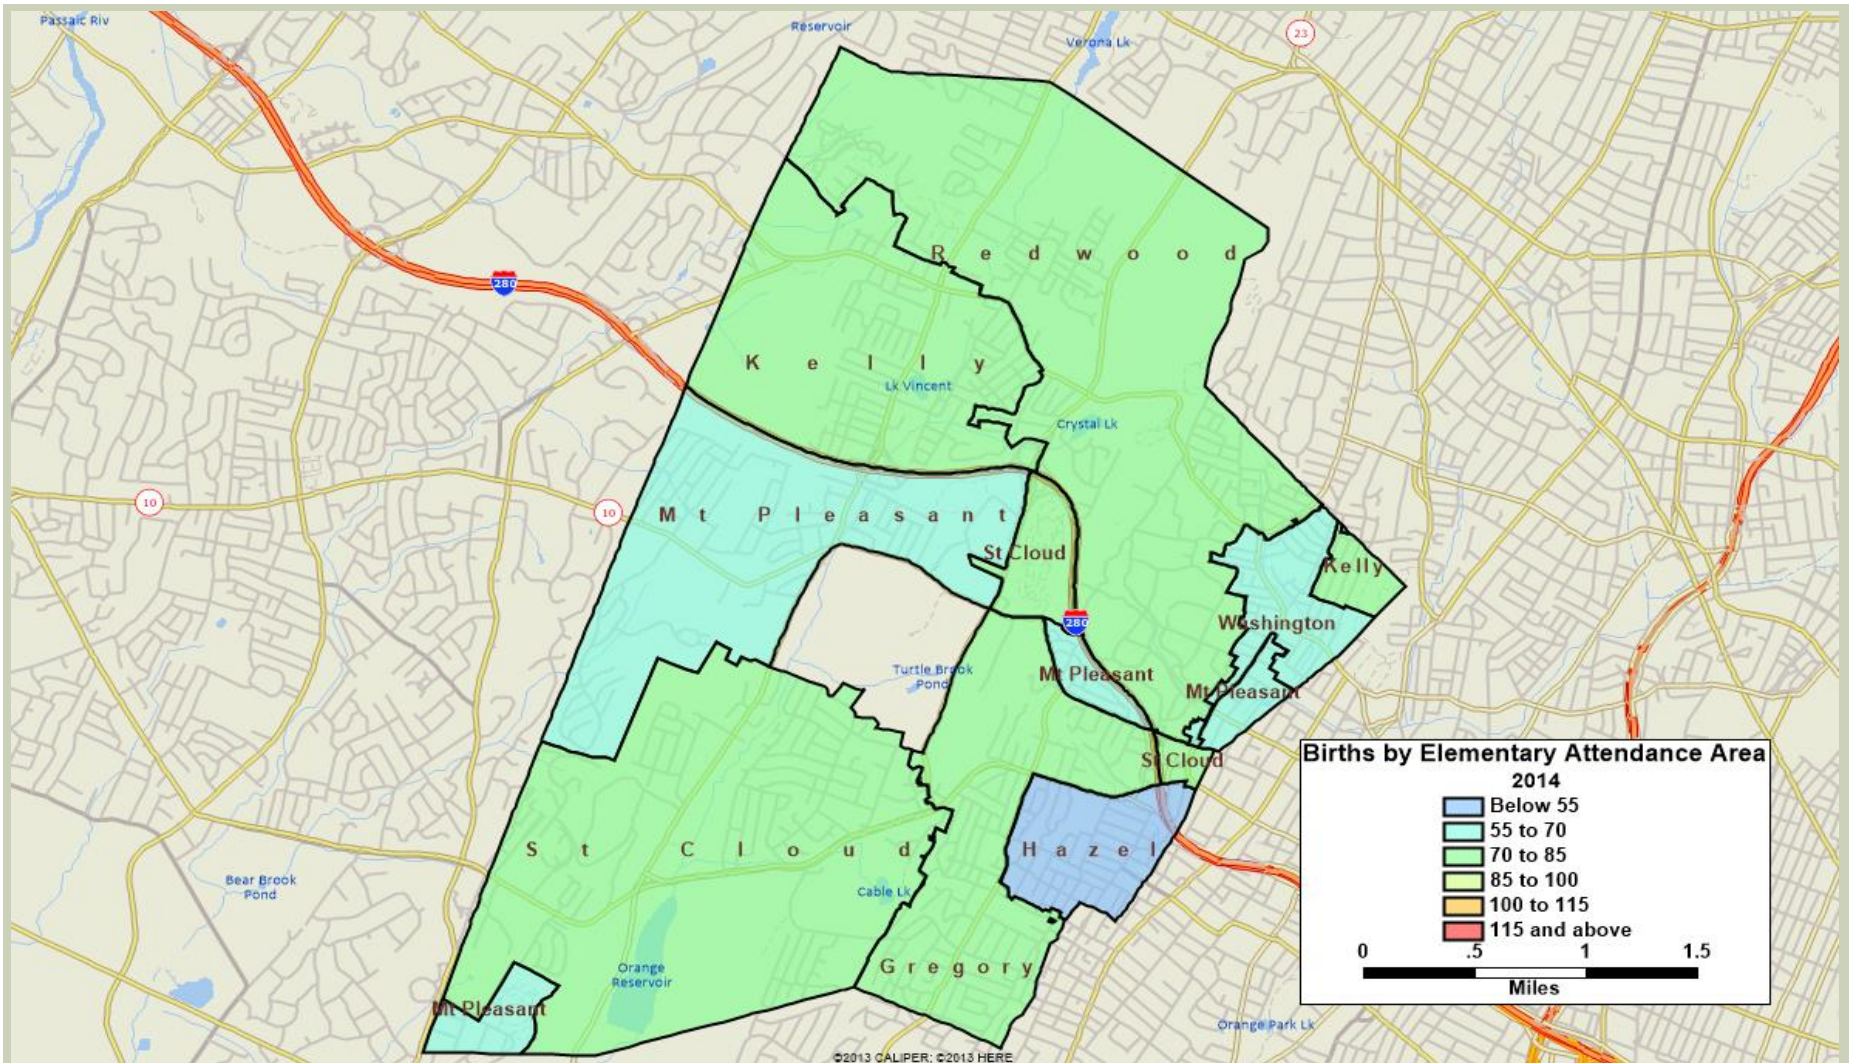 Passaic Riv
Reservoir
Verona Lk
23
280
Redwood
Kelly
Lk Vincent
Crystal Lk
10
10
Mt Pleasant
St Cloud
Kelly
280
Washington
Turtle Brook
Pond
Mt Pleasant
Mt Pleasant
St Cloud
St Cloud
Hazel
Bear Brook
Pond
Cable Lk
Gregory
Orange
Reservoir
Mt Pleasant
Orange Park Lk
Births by Elementary Attendance Area
2014
Below 55
55 to 70
70 to 85
85 to 100
100 to 115
115 and above
0 .5 1 1.5
Miles
©2013 CALIPER; ©2013 HERE